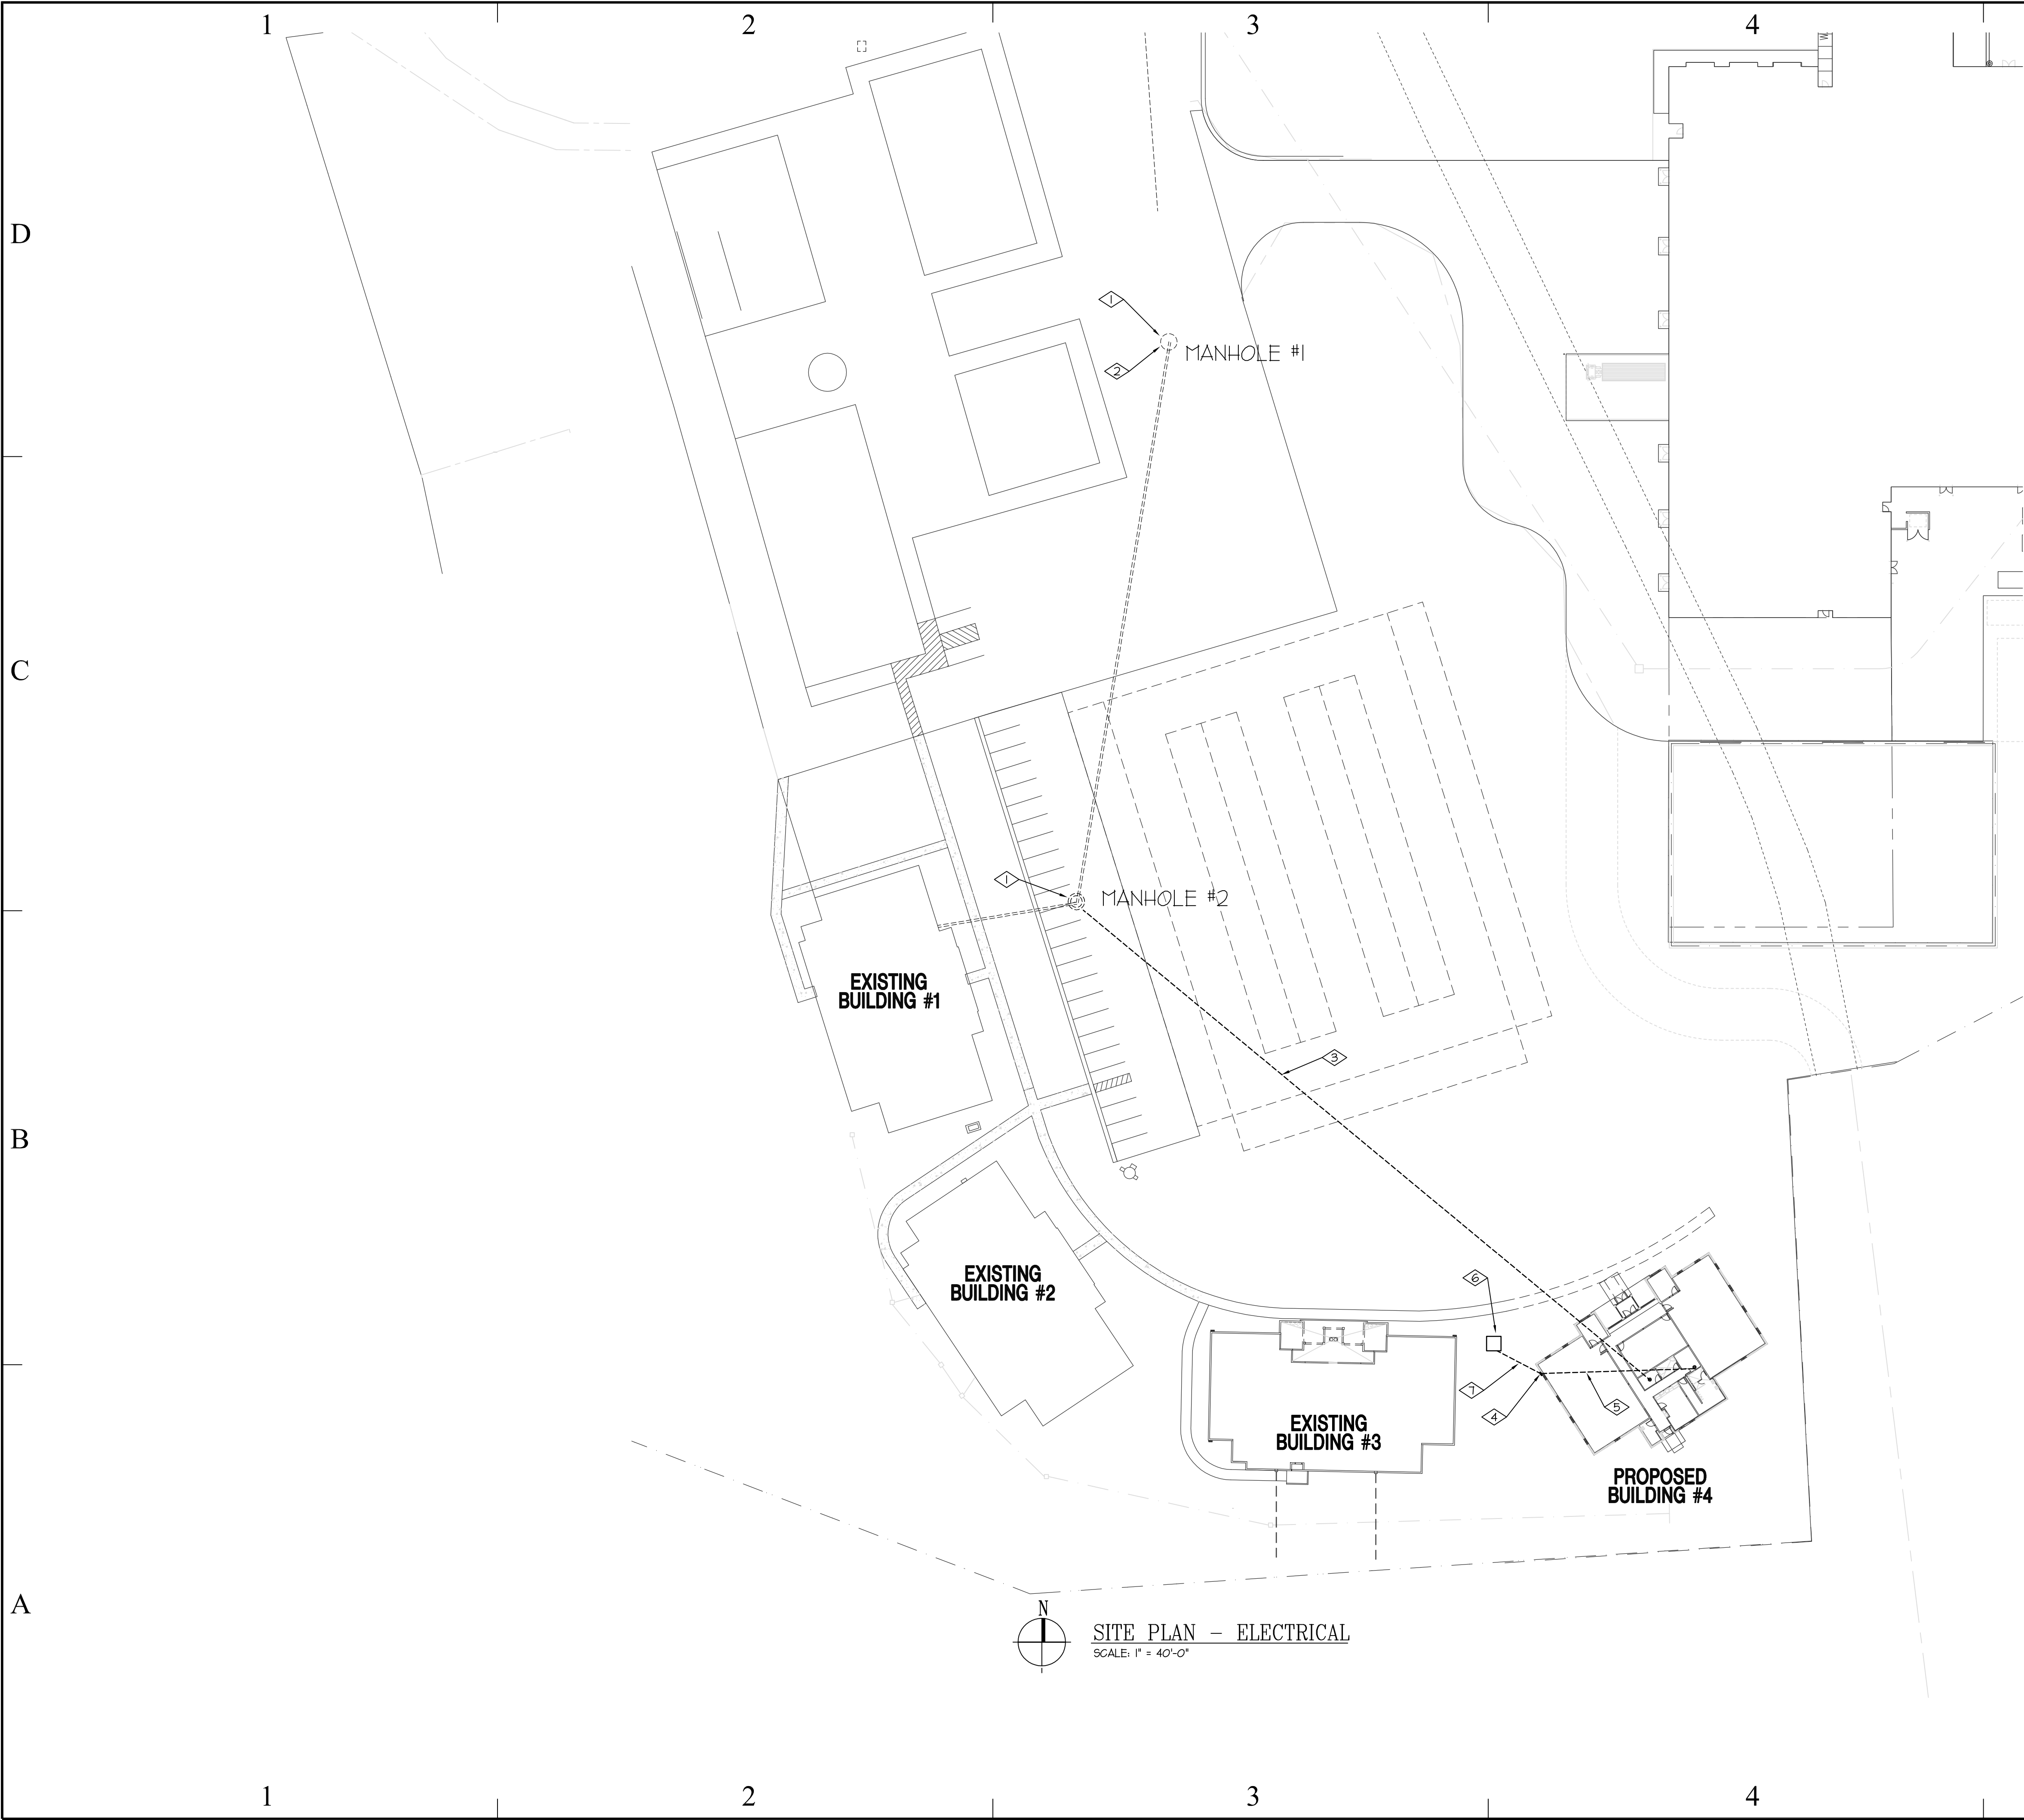 1 2 3 4
W.
D
1
2
MANHOLE #1
C
1
MANHOLE #2
EXISTING
BUILDING #1
3
B
EXISTING
BUILDING #2
6
7
4
5
EXISTING
BUILDING #3
PROPOSED
BUILDING #4
A
N
SITE PLAN - ELECTRICAL
SCALE: 1" = 40'-0"
1 2 3 4